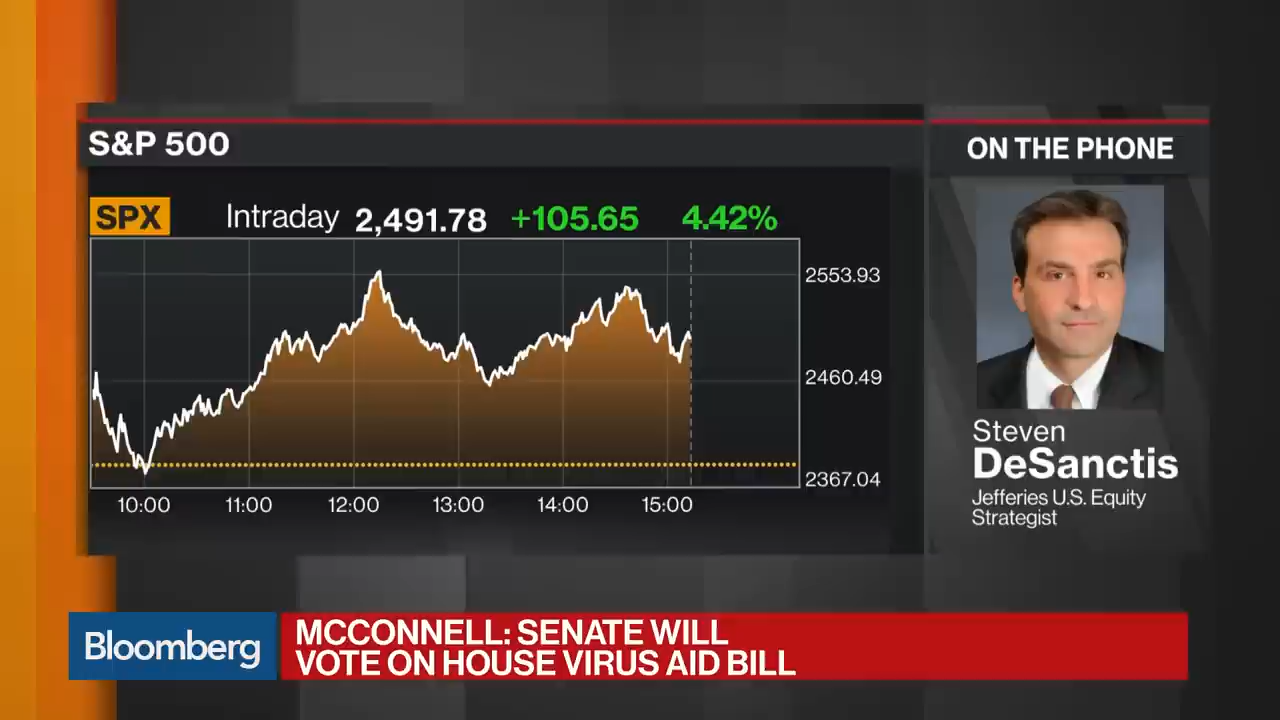 S&P 500
SPX Intraday 2,491.78 +105.65 4.42%
2553.93
2460.49
2367.04
10:00 11:00 12:00 13:00 14:00 15:00
ON THE PHONE
Steven
DeSanctis
Jefferies U.S. Equity
Strategist
Bloomberg
MCCONNELL: SENATE WILL
VOTE ON HOUSE VIRUS AID BILL